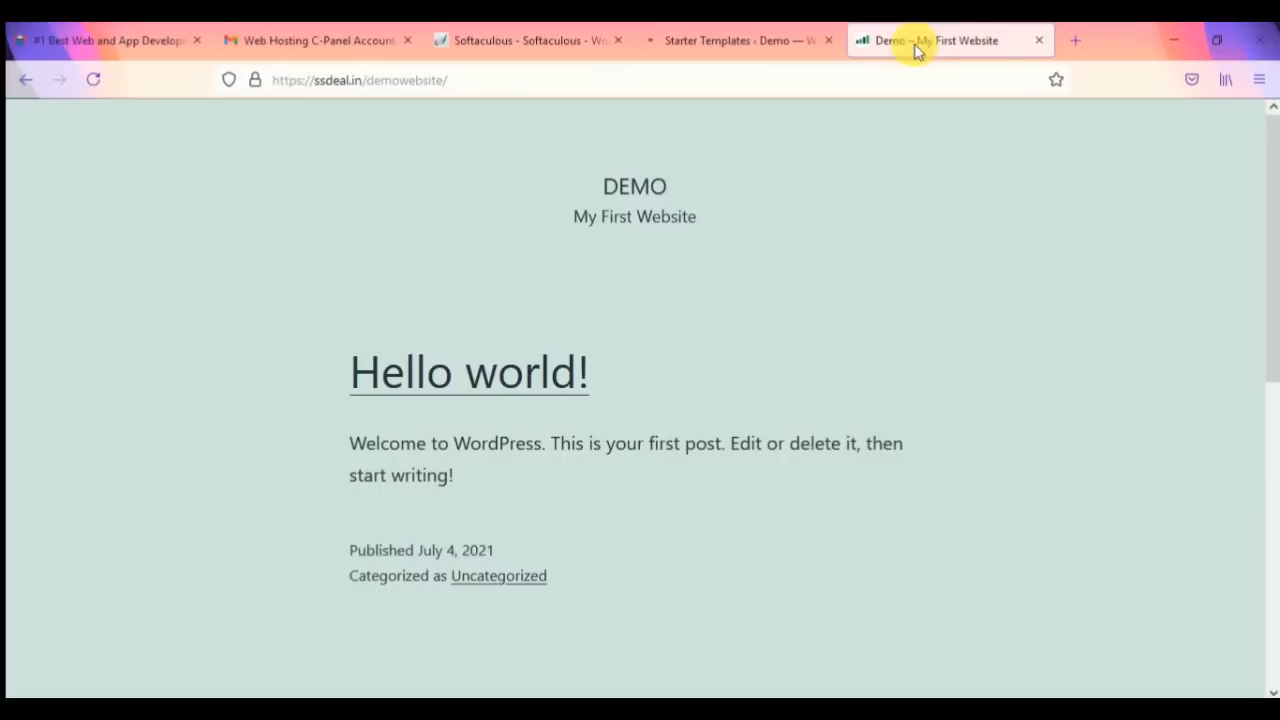 #1 Best Web and App Develop
Web Hosting C-Panel Account
Softaculous - Softaculous - Wo
Starter Templates ‹ Demo — W
Demo – My First Website
https://ssdeal.in/demowebsite/
DEMO
My First Website
Hello world!
Welcome to WordPress. This is your first post. Edit or delete it, then
start writing!
Published July 4, 2021
Categorized as Uncategorized